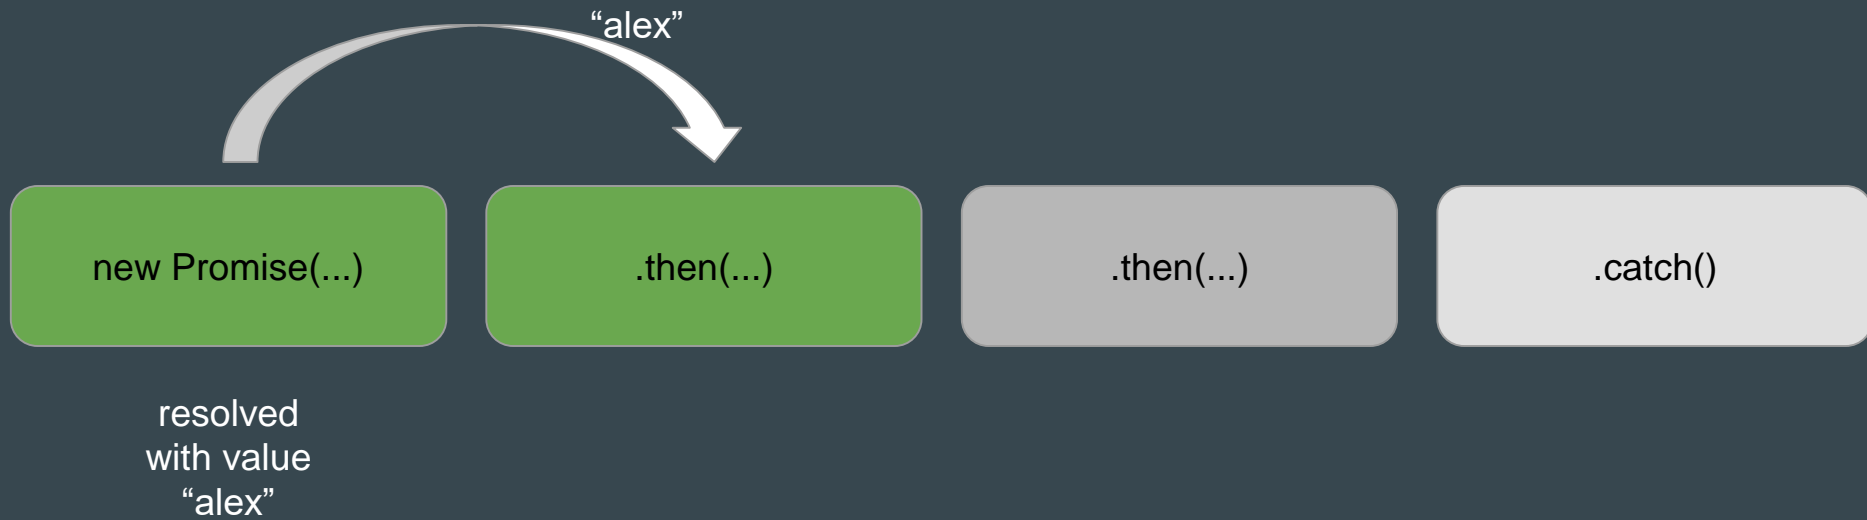 “alex”
new Promise(...)
.then(...)
.then(...)
.catch()
resolved
with value
“alex”